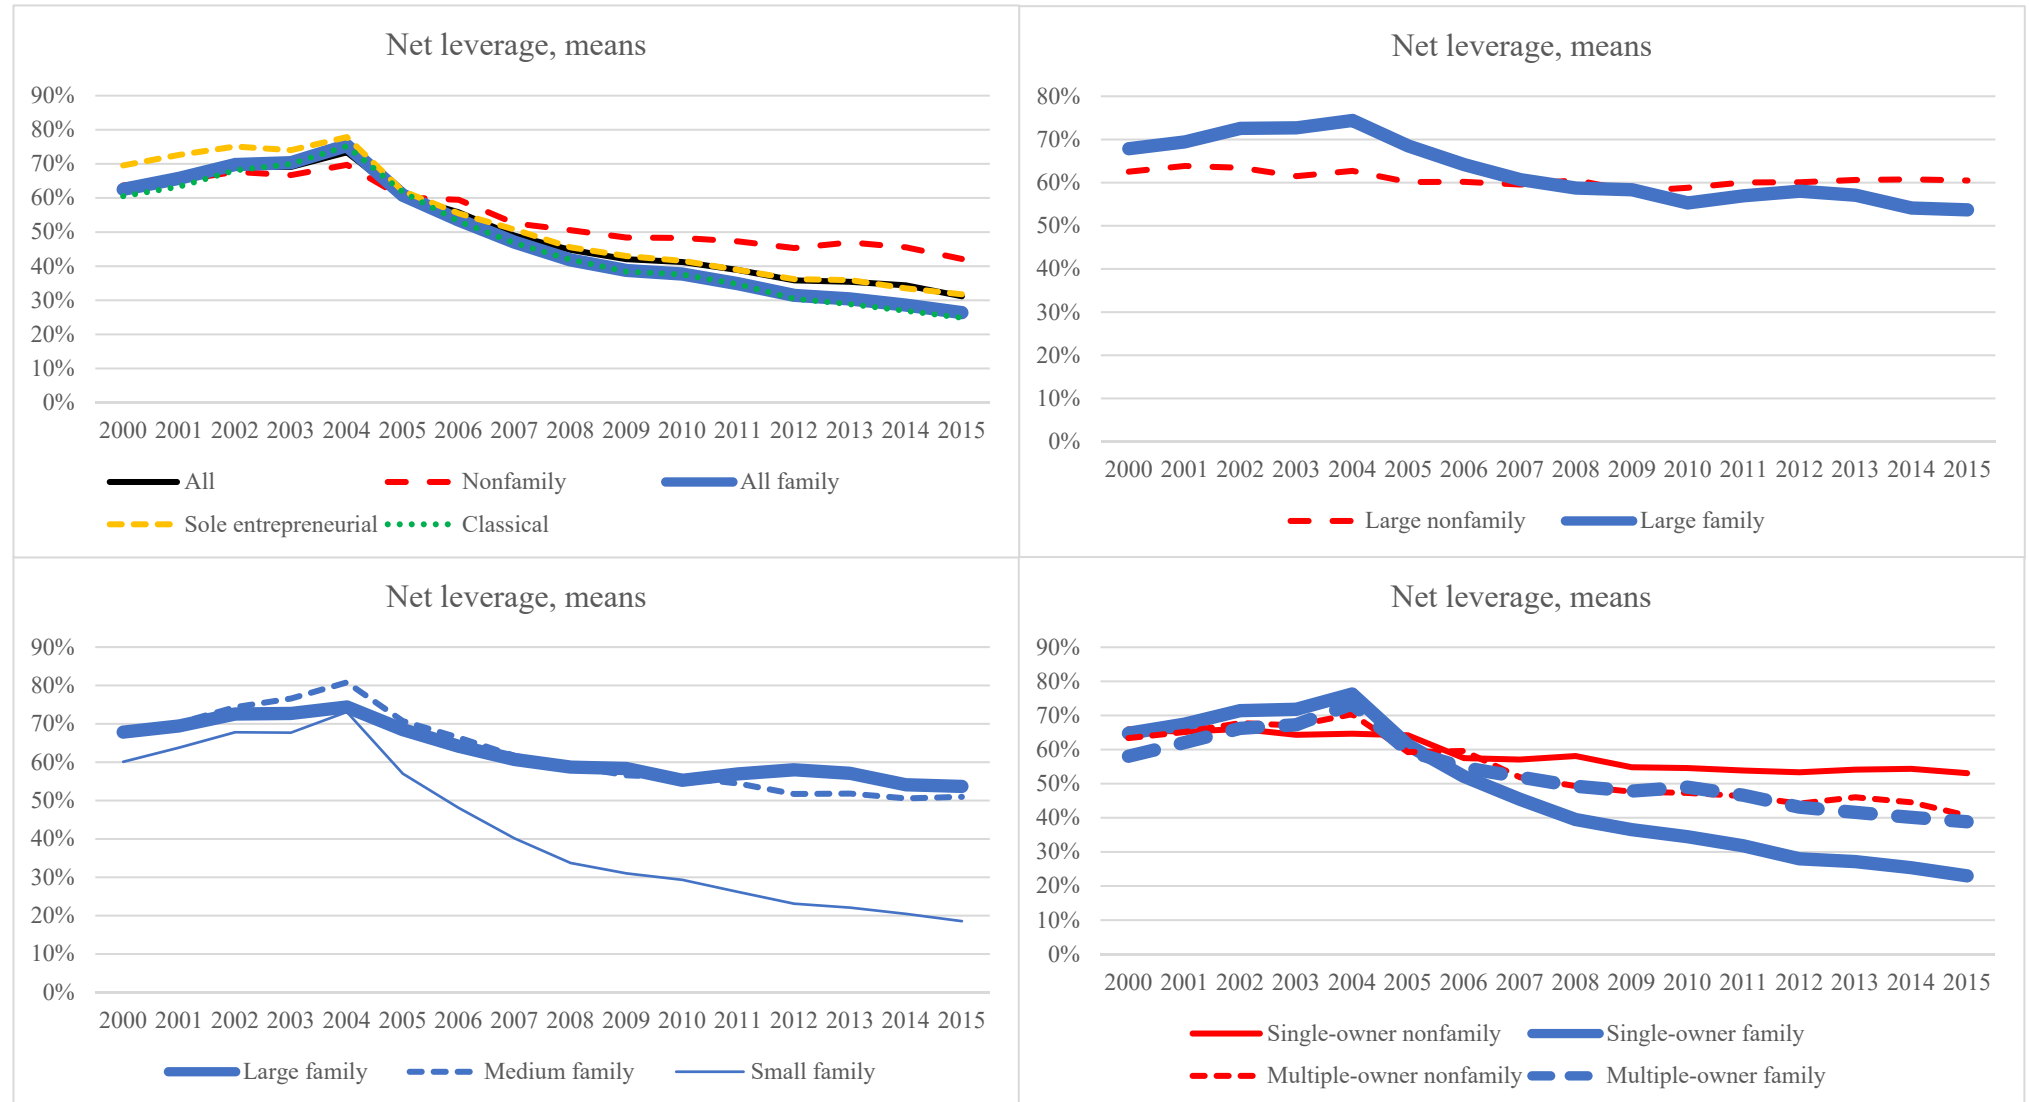 Net leverage, means
90%
80%
70%
60%
50%
40%
30%
20%
10%
0%
2000 2001 2002 2003 2004 2005 2006 2007 2008 2009 2010 2011 2012 2013 2014 2015
All Nonfamily All family
Sole entrepreneurial Classical
Net leverage, means
80%
70%
60%
50%
40%
30%
20%
10%
0%
2000 2001 2002 2003 2004 2005 2006 2007 2008 2009 2010 2011 2012 2013 2014 2015
Large nonfamily Large family
Net leverage, means
90%
80%
70%
60%
50%
40%
30%
20%
10%
0%
2000 2001 2002 2003 2004 2005 2006 2007 2008 2009 2010 2011 2012 2013 2014 2015
Large family Medium family Small family
Net leverage, means
90%
80%
70%
60%
50%
40%
30%
20%
10%
0%
2000 2001 2002 2003 2004 2005 2006 2007 2008 2009 2010 2011 2012 2013 2014 2015
Single-owner nonfamily Single-owner family
Multiple-owner nonfamily Multiple-owner family